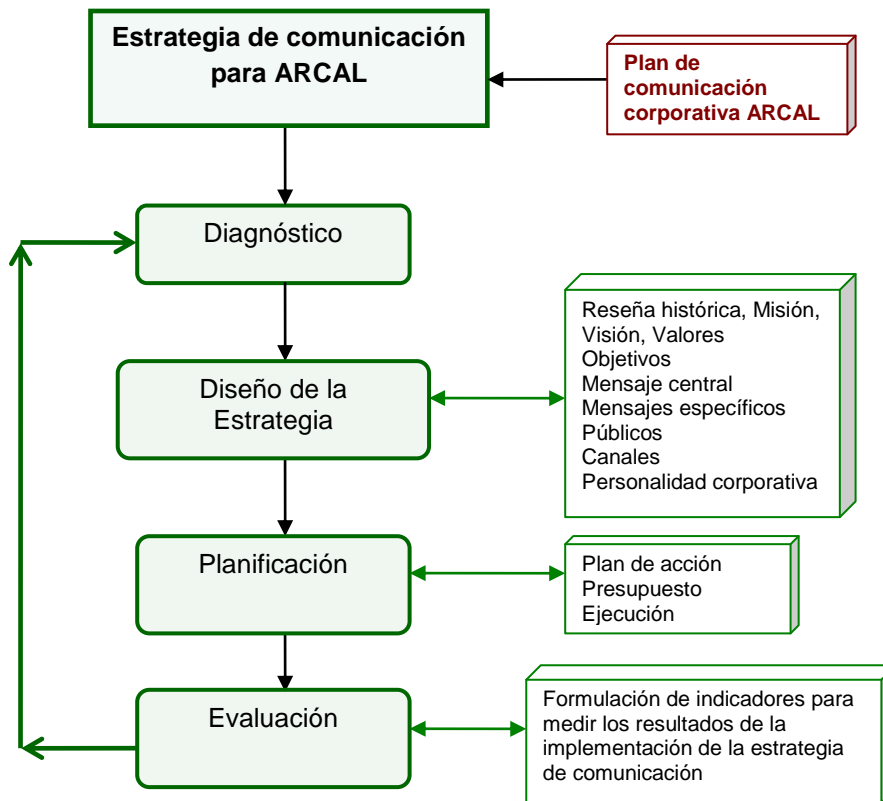 Estrategia de comunicación
para ARCAL
Plan de
comunicación
corporativa ARCAL
Diagnóstico
Diseño de la
Estrategia
Reseña histórica, Misión,
Visión, Valores
Objetivos
Mensaje central
Mensajes específicos
Públicos
Canales
Personalidad corporativa
Planificación
Plan de acción
Presupuesto
Ejecución
Evaluación
Formulación de indicadores para
medir los resultados de la
implementación de la estrategia
de comunicación